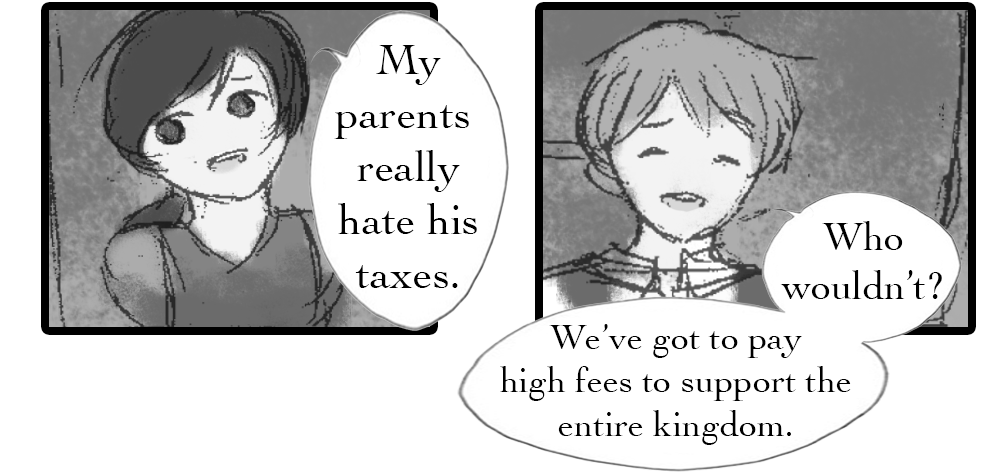 My
parents
really
hate his
taxes.
Who
wouldn't?
We've got to pay
high fees to support the
entire kingdom.